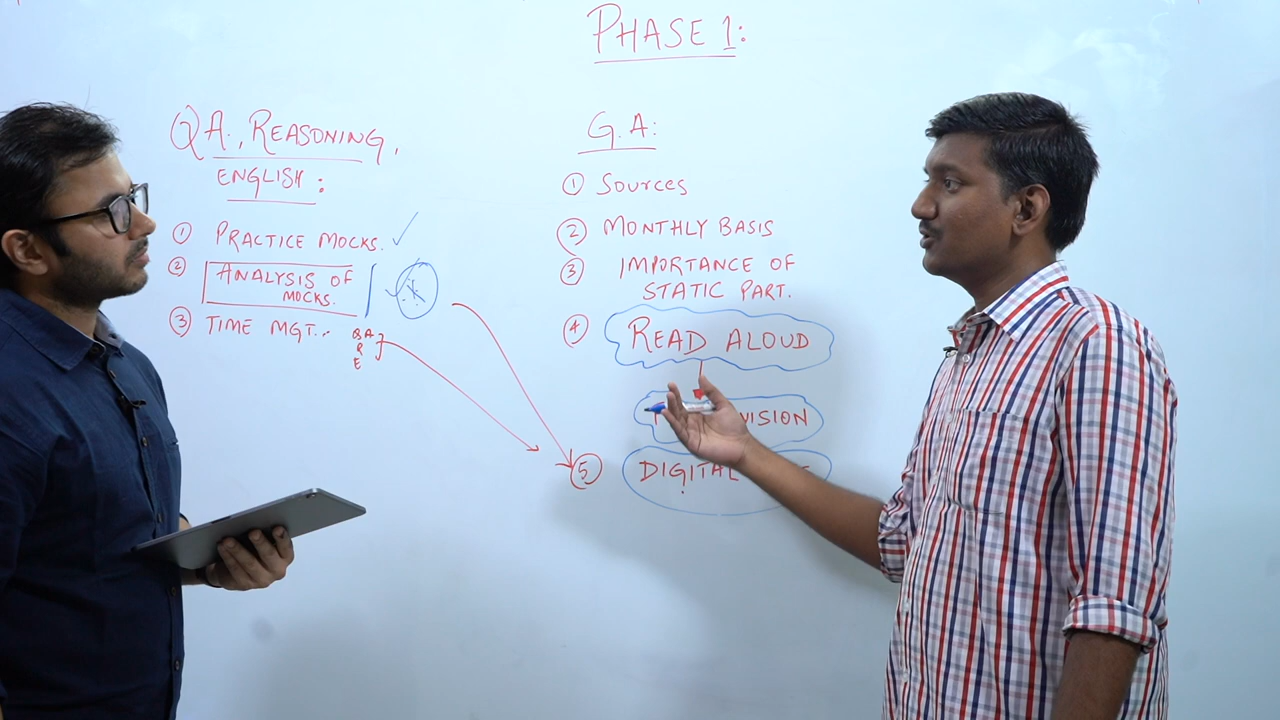 PHASE 1:
QA, REASONING,
ENGLISH:
① PRACTICE MOCKS. ✓
② ANALYSIS OF
MOCKS.
③ TIME MGT.
QA
R
E
G.A:
① Sources
② MONTHLY BASIS
③ IMPORTANCE OF
STATIC PART.
④ READ ALOUD
⑤ DIGITAL